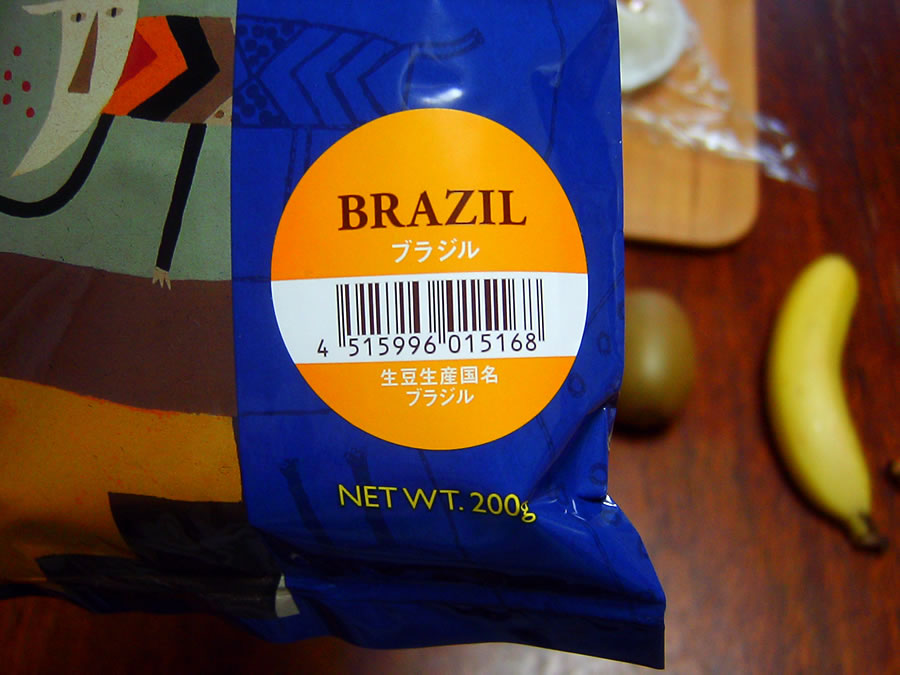 BRAZIL
ブラジル
4 515996 015168
生豆生産国名
ブラジル
NET WT. 200g